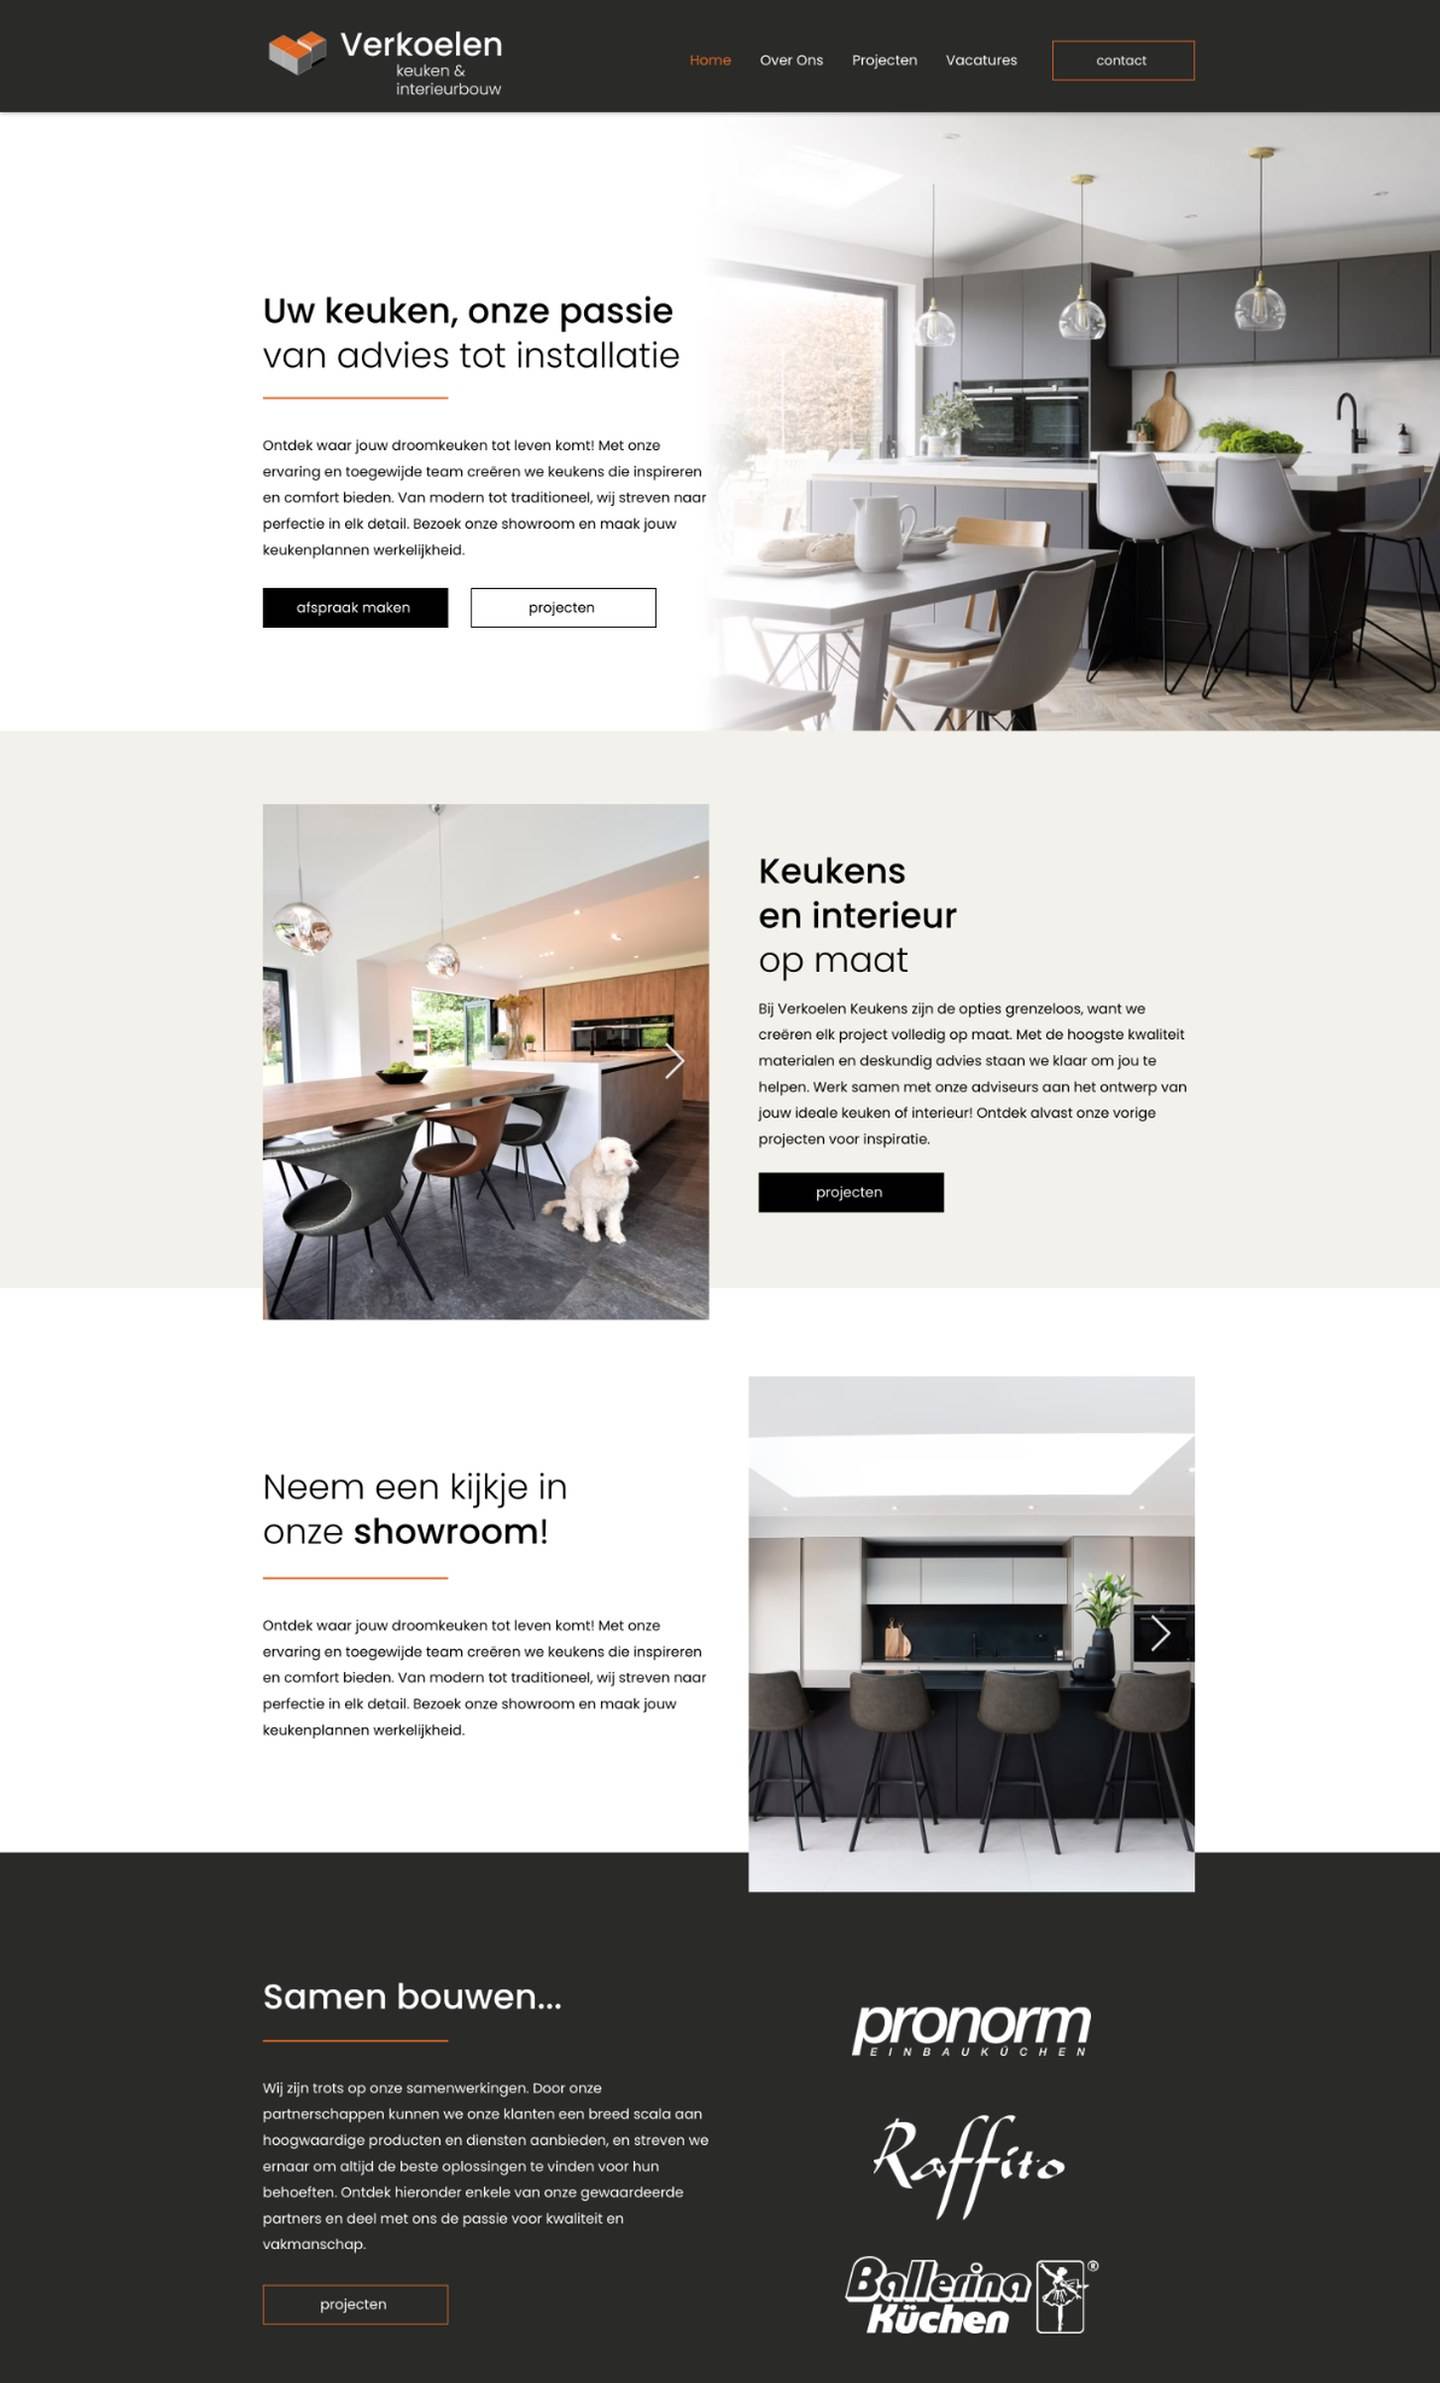 Verkoelen
keuken &
interieurbouw
Home Over Ons Projecten Vacatures contact
Uw keuken, onze passie
van advies tot installatie
Ontdek waar jouw droomkeuken tot leven komt! Met onze
ervaring en toegewijde team creëren we keukens die inspireren
en comfort bieden. Van modern tot traditioneel, wij streven naar
perfectie in elk detail. Bezoek onze showroom en maak jouw
keukenplannen werkelijkheid.
afspraak maken projecten
Keukens
en interieur
op maat
Bij Verkoelen Keukens zijn de opties grenzeloos, want we
creëren elk project volledig op maat. Met de hoogste kwaliteit
materialen en deskundig advies staan we klaar om jou te
helpen. Werk samen met onze adviseurs aan het ontwerp van
jouw ideale keuken of interieur! Ontdek alvast onze vorige
projecten voor inspiratie.
projecten
Neem een kijkje in
onze showroom!
Ontdek waar jouw droomkeuken tot leven komt! Met onze
ervaring en toegewijde team creëren we keukens die inspireren
en comfort bieden. Van modern tot traditioneel, wij streven naar
perfectie in elk detail. Bezoek onze showroom en maak jouw
keukenplannen werkelijkheid.
Samen bouwen...
Wij zijn trots op onze samenwerkingen. Door onze
partnerschappen kunnen we onze klanten een breed scala aan
hoogwaardige producten en diensten aanbieden, en streven we
ernaar om altijd de beste oplossingen te vinden voor hun
behoeften. Ontdek hieronder enkele van onze gewaardeerde
partners en deel met ons de passie voor kwaliteit en
vakmanschap.
projecten
pronorm
EINBAUKÜCHEN
Raffito
Ballerina
Küchen ®